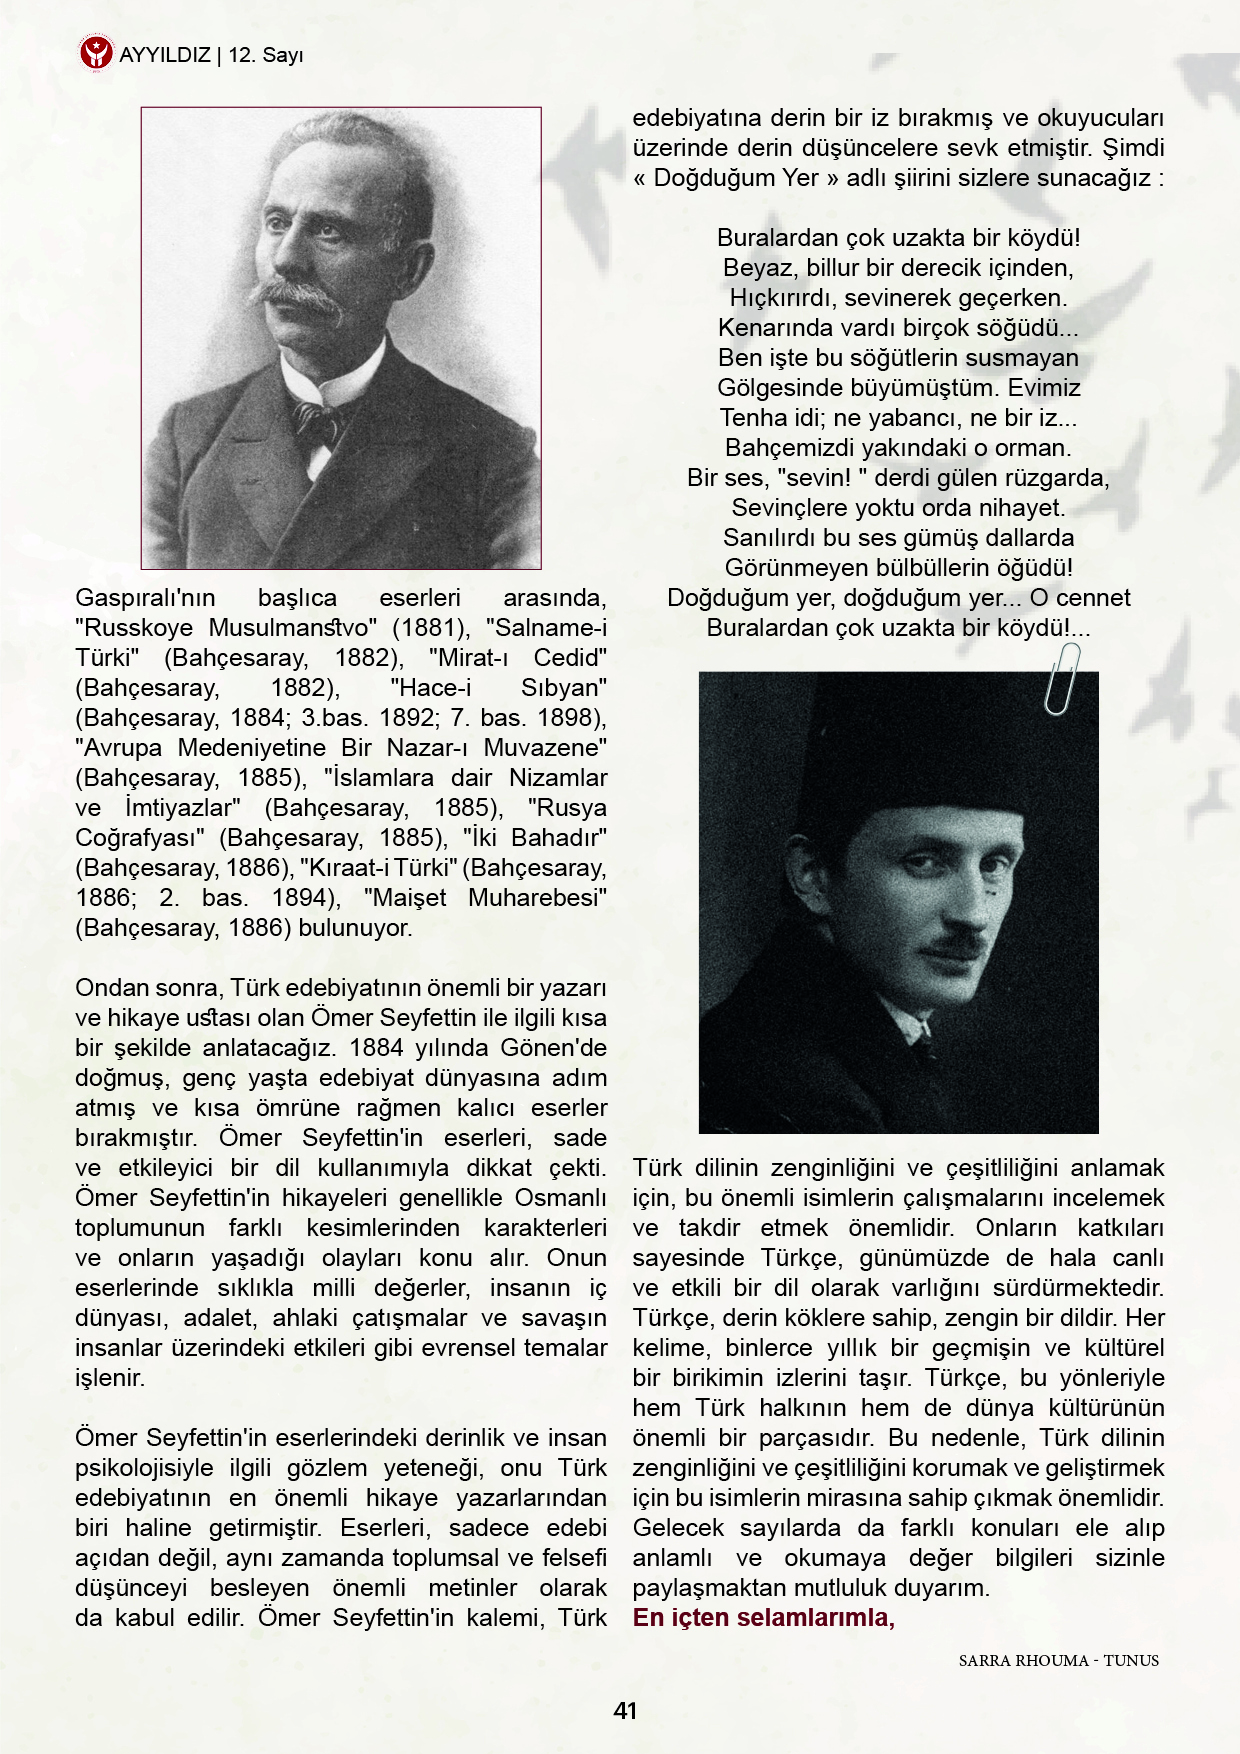 AYYILDIZ | 12. Sayı
Gaspıralı'nın başlıca eserleri arasında,
"Russkoye Musulmanstvo" (1881), "Salname-i
Türki" (Bahçesaray, 1882), "Mirat-ı Cedid"
(Bahçesaray, 1882), "Hace-i Sıbyan"
(Bahçesaray, 1884; 3.bas. 1892; 7. bas. 1898),
"Avrupa Medeniyetine Bir Nazar-ı Muvazene"
(Bahçesaray, 1885), "İslamlara dair Nizamlar
ve İmtiyazlar" (Bahçesaray, 1885), "Rusya
Coğrafyası" (Bahçesaray, 1885), "İki Bahadır"
(Bahçesaray, 1886), "Kıraat-i Türki" (Bahçesaray,
1886; 2. bas. 1894), "Maişet Muharebesi"
(Bahçesaray, 1886) bulunuyor.
Ondan sonra, Türk edebiyatının önemli bir yazarı
ve hikaye ustası olan Ömer Seyfettin ile ilgili kısa
bir şekilde anlatacağız. 1884 yılında Gönen'de
doğmuş, genç yaşta edebiyat dünyasına adım
atmış ve kısa ömrüne rağmen kalıcı eserler
bırakmıştır. Ömer Seyfettin'in eserleri, sade
ve etkileyici bir dil kullanımıyla dikkat çekti.
Ömer Seyfettin'in hikayeleri genellikle Osmanlı
toplumunun farklı kesimlerinden karakterleri
ve onların yaşadığı olayları konu alır. Onun
eserlerinde sıklıkla milli değerler, insanın iç
dünyası, adalet, ahlaki çatışmalar ve savaşın
insanlar üzerindeki etkileri gibi evrensel temalar
işlenir.
Ömer Seyfettin'in eserlerindeki derinlik ve insan
psikolojisiyle ilgili gözlem yeteneği, onu Türk
edebiyatının en önemli hikaye yazarlarından
biri haline getirmiştir. Eserleri, sadece edebi
açıdan değil, aynı zamanda toplumsal ve felsefi
düşünceyi besleyen önemli metinler olarak
da kabul edilir. Ömer Seyfettin'in kalemi, Türk
edebiyatına derin bir iz bırakmış ve okuyucuları
üzerinde derin düşüncelere sevk etmiştir. Şimdi
« Doğduğum Yer » adlı şiirini sizlere sunacağız :
Buralardan çok uzakta bir köydü!
Beyaz, billur bir derecik içinden,
Hıçkırırdı, sevinerek geçerken.
Kenarında vardı birçok söğüdü...
Ben işte bu söğütlerin susmayan
Gölgesinde büyümüştüm. Evimiz
Tenha idi; ne yabancı, ne bir iz...
Bahçemizdi yakındaki o orman.
Bir ses, "sevin! " derdi gülen rüzgarda,
Sevinçlere yoktu orda nihayet.
Sanılırdı bu ses gümüş dallarda
Görünmeyen bülbüllerin öğüdü!
Doğduğum yer, doğduğum yer... O cennet
Buralardan çok uzakta bir köydü!...
Türk dilinin zenginliğini ve çeşitliliğini anlamak
için, bu önemli isimlerin çalışmalarını incelemek
ve takdir etmek önemlidir. Onların katkıları
sayesinde Türkçe, günümüzde de hala canlı
ve etkili bir dil olarak varlığını sürdürmektedir.
Türkçe, derin köklere sahip, zengin bir dildir. Her
kelime, binlerce yıllık bir geçmişin ve kültürel
bir birikimin izlerini taşır. Türkçe, bu yönleriyle
hem Türk halkının hem de dünya kültürünün
önemli bir parçasıdır. Bu nedenle, Türk dilinin
zenginliğini ve çeşitliliğini korumak ve geliştirmek
için bu isimlerin mirasına sahip çıkmak önemlidir.
Gelecek sayılarda da farklı konuları ele alıp
anlamlı ve okumaya değer bilgileri sizinle
paylaşmaktan mutluluk duyarım.
En içten selamlarımla,
SARRA RHOUMA - TUNUS
41